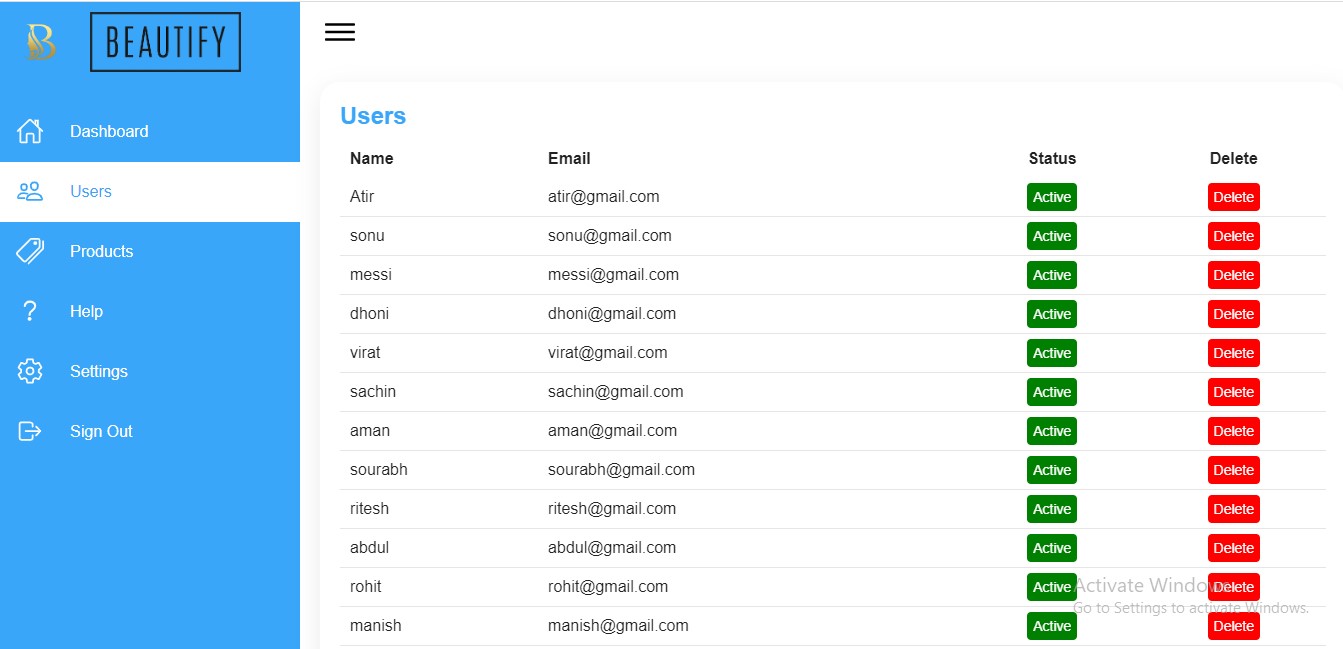 B BEAUTIFY
Dashboard
Users
Products
Help
Settings
Sign Out
Users
Name Email Status Delete
Atir atir@gmail.com Active Delete
sonu sonu@gmail.com Active Delete
messi messi@gmail.com Active Delete
dhoni dhoni@gmail.com Active Delete
virat virat@gmail.com Active Delete
sachin sachin@gmail.com Active Delete
aman aman@gmail.com Active Delete
sourabh sourabh@gmail.com Active Delete
ritesh ritesh@gmail.com Active Delete
abdul abdul@gmail.com Active Delete
rohit rohit@gmail.com Active Delete
manish manish@gmail.com Active Delete
Activate Windows
Go to Settings to activate Windows.